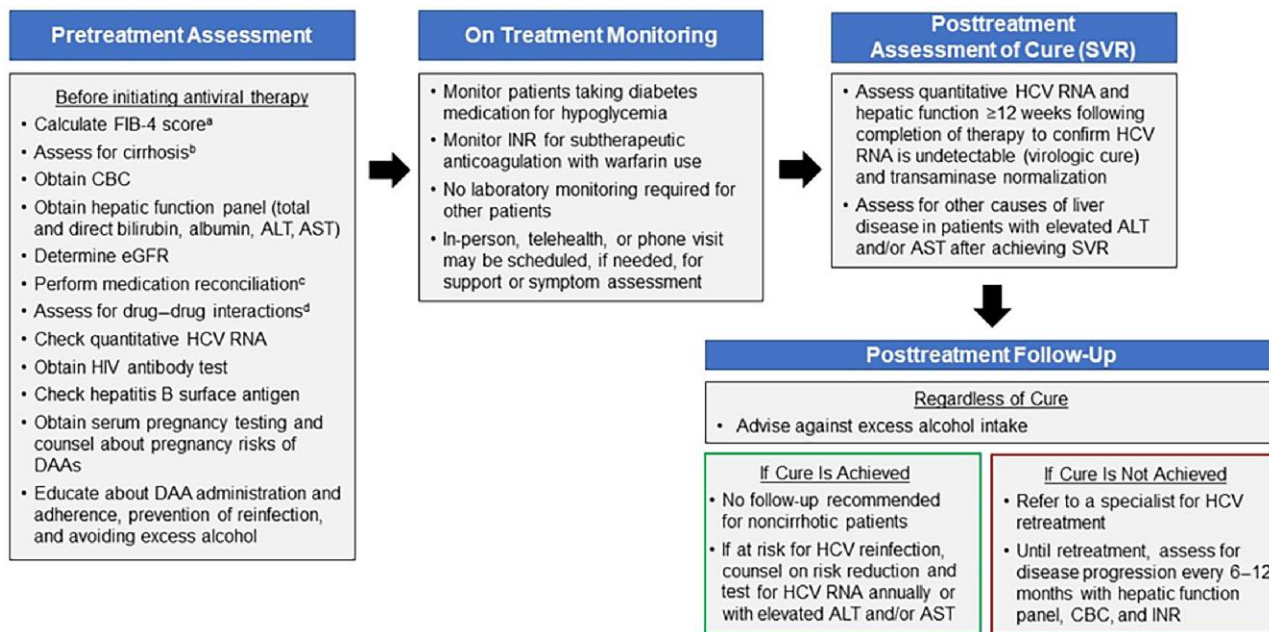 Pretreatment Assessment
Before initiating antiviral therapy
• Calculate FIB-4 scoreᵃ
• Assess for cirrhosisᵇ
• Obtain CBC
• Obtain hepatic function panel (total
and direct bilirubin, albumin, ALT, AST)
• Determine eGFR
• Perform medication reconciliationᶜ
• Assess for drug–drug interactionsᵈ
• Check quantitative HCV RNA
• Obtain HIV antibody test
• Check hepatitis B surface antigen
• Obtain serum pregnancy testing and
counsel about pregnancy risks of
DAAs
• Educate about DAA administration and
adherence, prevention of reinfection,
and avoiding excess alcohol
On Treatment Monitoring
• Monitor patients taking diabetes
medication for hypoglycemia
• Monitor INR for subtherapeutic
anticoagulation with warfarin use
• No laboratory monitoring required for
other patients
• In-person, telehealth, or phone visit
may be scheduled, if needed, for
support or symptom assessment
Posttreatment
Assessment of Cure (SVR)
• Assess quantitative HCV RNA and
hepatic function ≥12 weeks following
completion of therapy to confirm HCV
RNA is undetectable (virologic cure)
and transaminase normalization
• Assess for other causes of liver
disease in patients with elevated ALT
and/or AST after achieving SVR
Posttreatment Follow-Up
Regardless of Cure
• Advise against excess alcohol intake
If Cure Is Achieved
• No follow-up recommended
for noncirrhotic patients
• If at risk for HCV reinfection,
counsel on risk reduction and
test for HCV RNA annually or
with elevated ALT and/or AST
If Cure Is Not Achieved
• Refer to a specialist for HCV
retreatment
• Until retreatment, assess for
disease progression every 6–12
months with hepatic function
panel, CBC, and INR